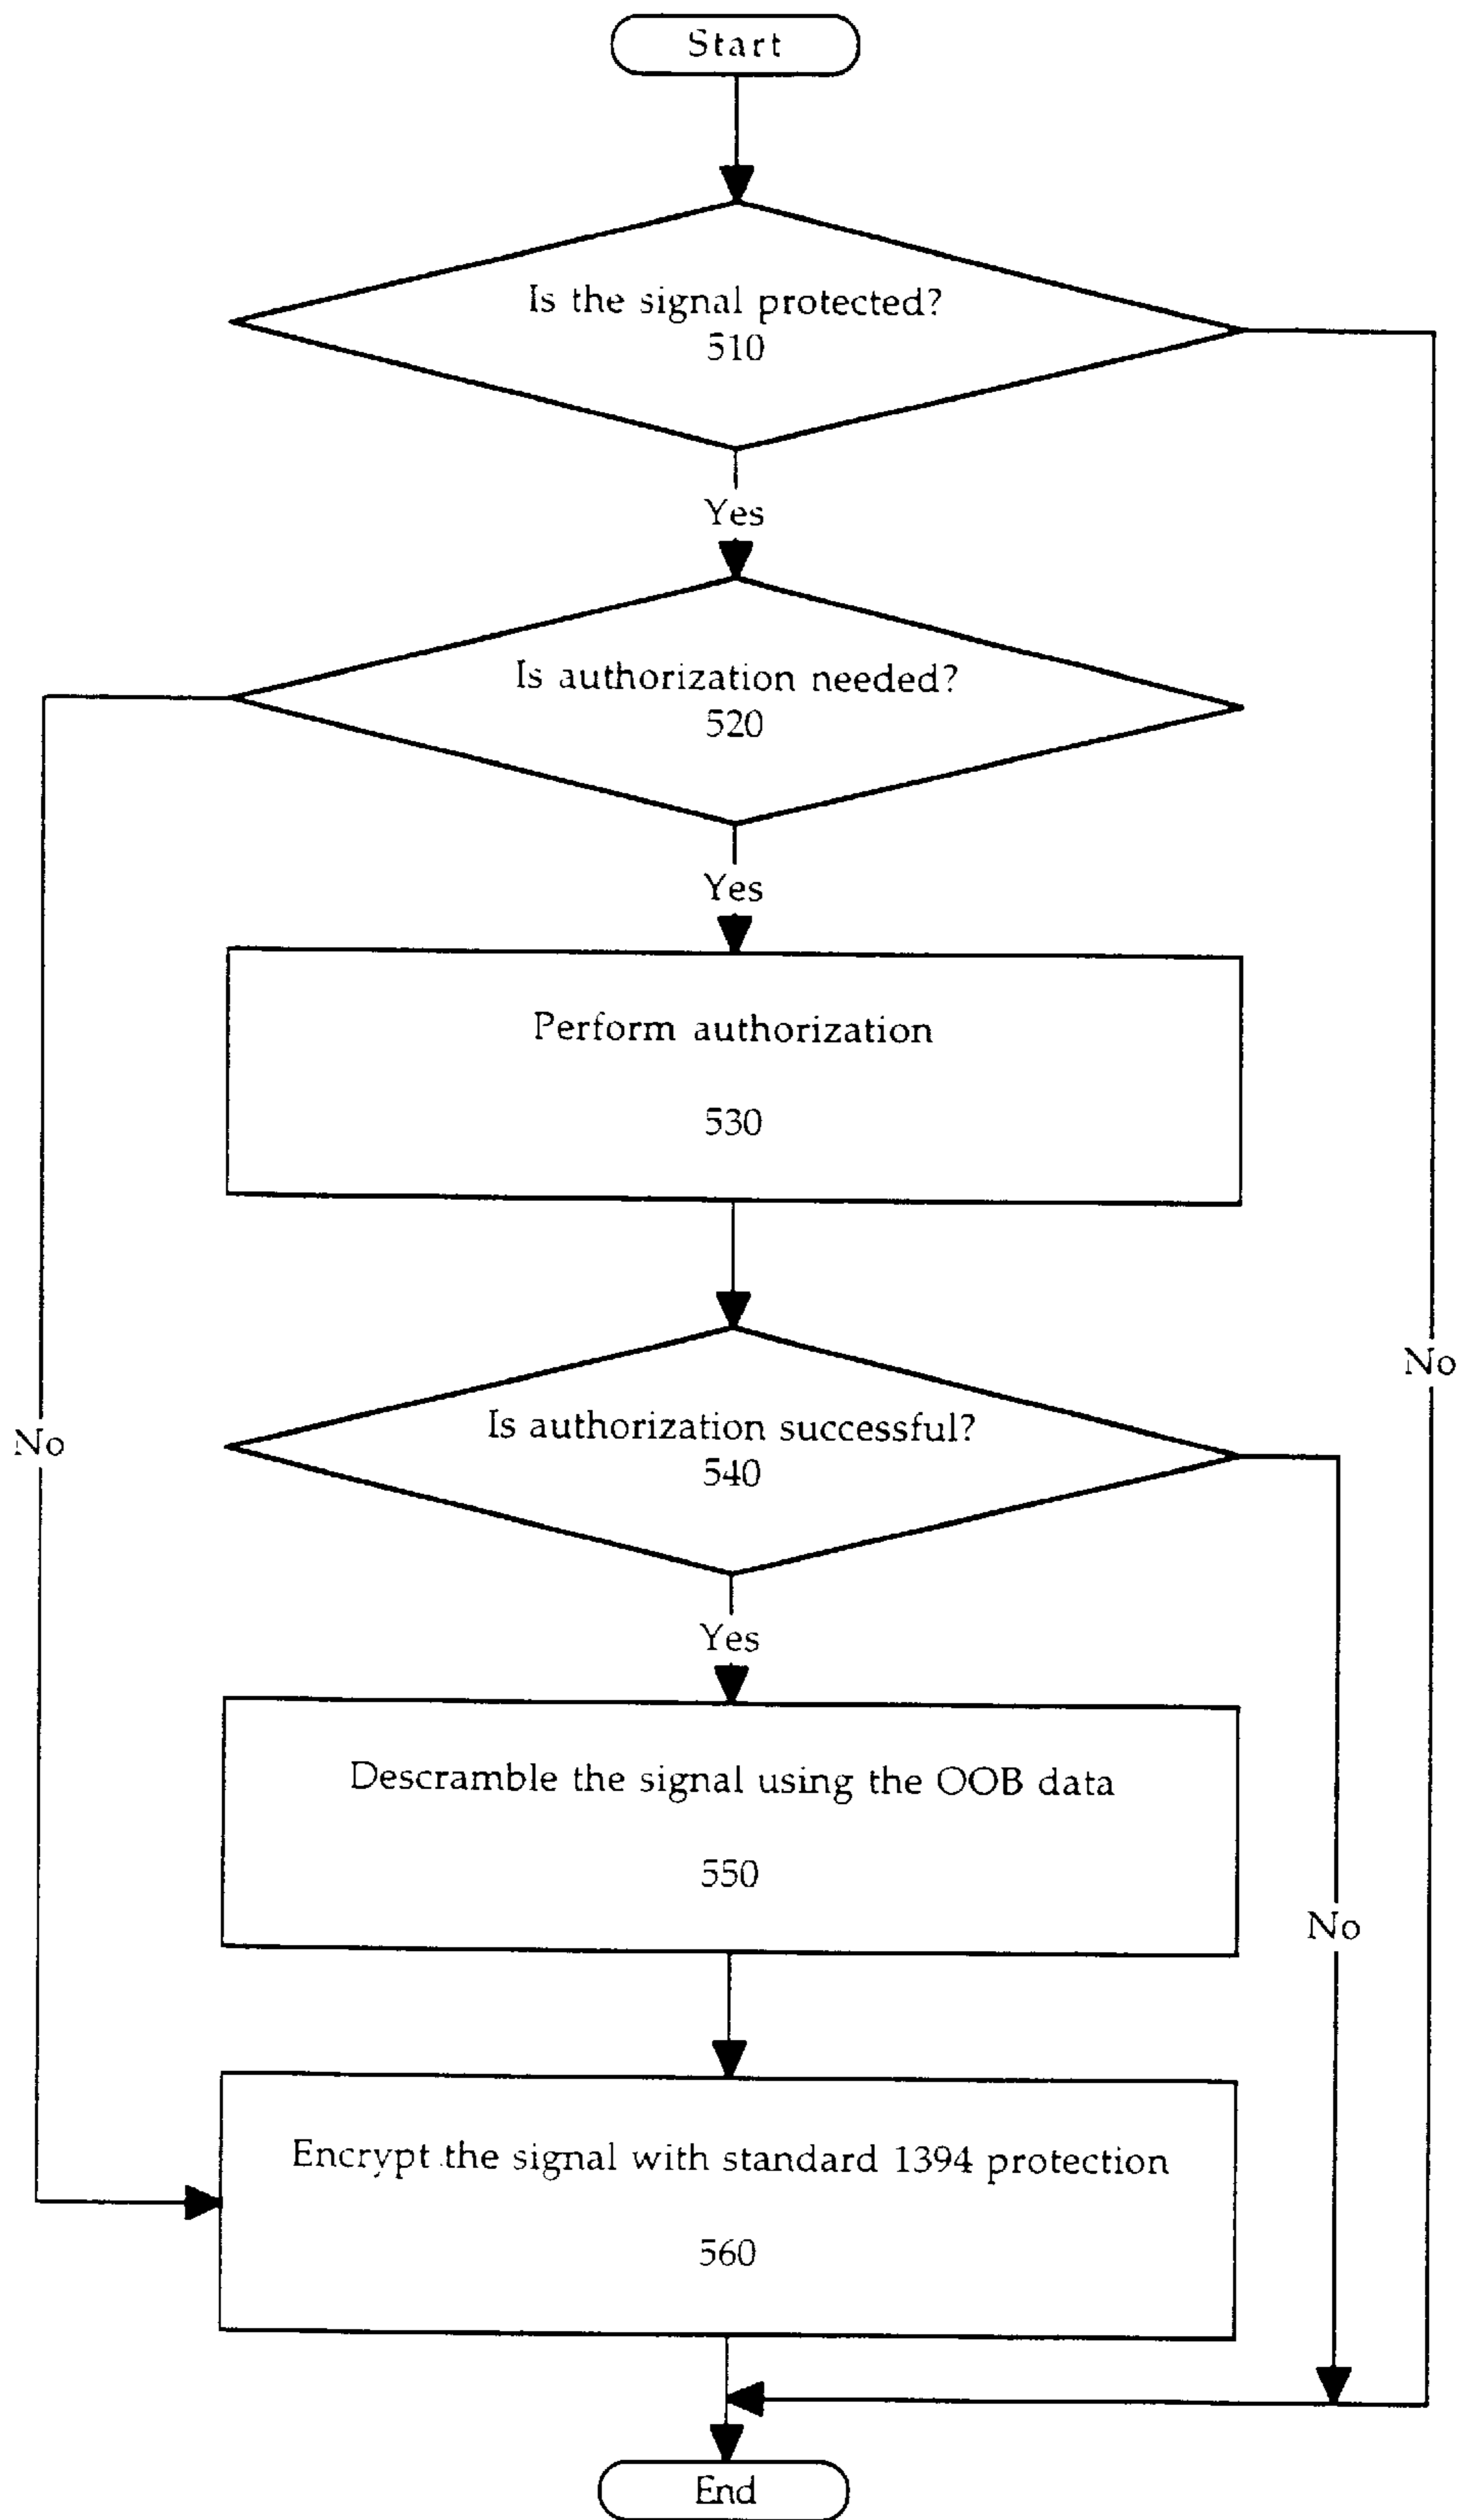 Start
Is the signal protected?
510
Yes
Is authorization needed?
520
Yes
Perform authorization
530
No
No
Is authorization successful?
540
Yes
Descramble the signal using the OOB data
550
No
Encrypt the signal with standard 1394 protection
560
End